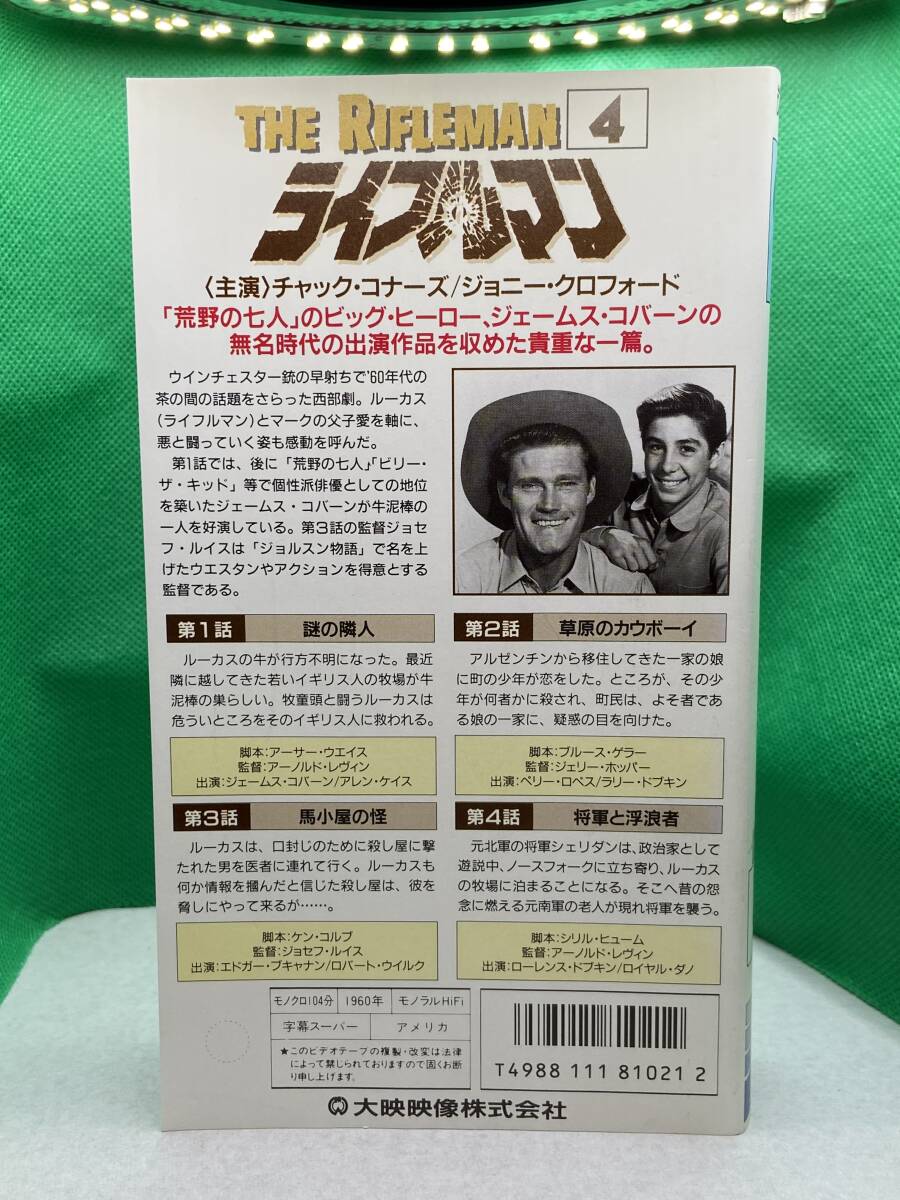 THE RIFLEMAN 4
ライフルマン
〈主演〉チャック・コナーズ/ジョニー・クロフォード
「荒野の七人」のビッグ・ヒーロー、ジェームス・コバーンの
無名時代の出演作品を収めた貴重な一篇。
ウインチェスター銃の早射ちで'60年代の
茶の間の話題をさらった西部劇。ルーカス
(ライフルマン)とマークの父子愛を軸に、
悪と闘っていく姿も感動を呼んだ。
第1話では、後に「荒野の七人」「ビリー・
ザ・キッド」等で個性派俳優としての地位
を築いたジェームス・コバーンが牛泥棒の
一人を好演している。第3話の監督ジョセ
フ・ルイスは「ジョルスン物語」で名を上
げたウエスタンやアクションを得意とする
監督である。
第1話 謎の隣人
ルーカスの牛が行方不明になった。最近
隣に越してきた若いイギリス人の牧場が牛
泥棒の巣らしい。牧童頭と闘うルーカスは
危ういところをそのイギリス人に救われる。
脚本:アーサー・ウエイス
監督:アーノルド・レヴィン
出演:ジェームス・コバーン/アレン・ケイス
第2話 草原のカウボーイ
アルゼンチンから移住してきた一家の娘
に町の少年が恋をした。ところが、その少
年が何者かに殺され、町民は、よそ者であ
る娘の一家に、疑惑の目を向けた。
脚本:ブルース・ゲラー
監督:ジェリー・ホッパー
出演:ペリー・ロペス/ラリー・ドブキン
第3話 馬小屋の怪
ルーカスは、口封じのために殺し屋に撃
たれた男を医者に連れて行く。ルーカスも
何か情報を摑んだと信じた殺し屋は、彼を
脅しにやって来るが……。
脚本:ケン・コルブ
監督:ジョセフ・ルイス
出演:エドガー・ブキャナン/ロバート・ウイルク
第4話 将軍と浮浪者
元北軍の将軍シェリダンは、政治家として
遊説中、ノースフォークに立ち寄り、ルーカス
の牧場に泊まることになる。そこへ昔の怨
念に燃える元南軍の老人が現れ将軍を襲う。
脚本:シリル・ヒューム
監督:アーノルド・レヴィン
出演:ローレンス・ドブキン/ロイヤル・ダノ
モノクロ104分 1960年 モノラルHiFi
字幕スーパー アメリカ
★このビデオテープの複製・改変は法律
によって禁じられておりますので固くお断
り申し上げます。
T4988 111 81021 2
大映映像株式会社